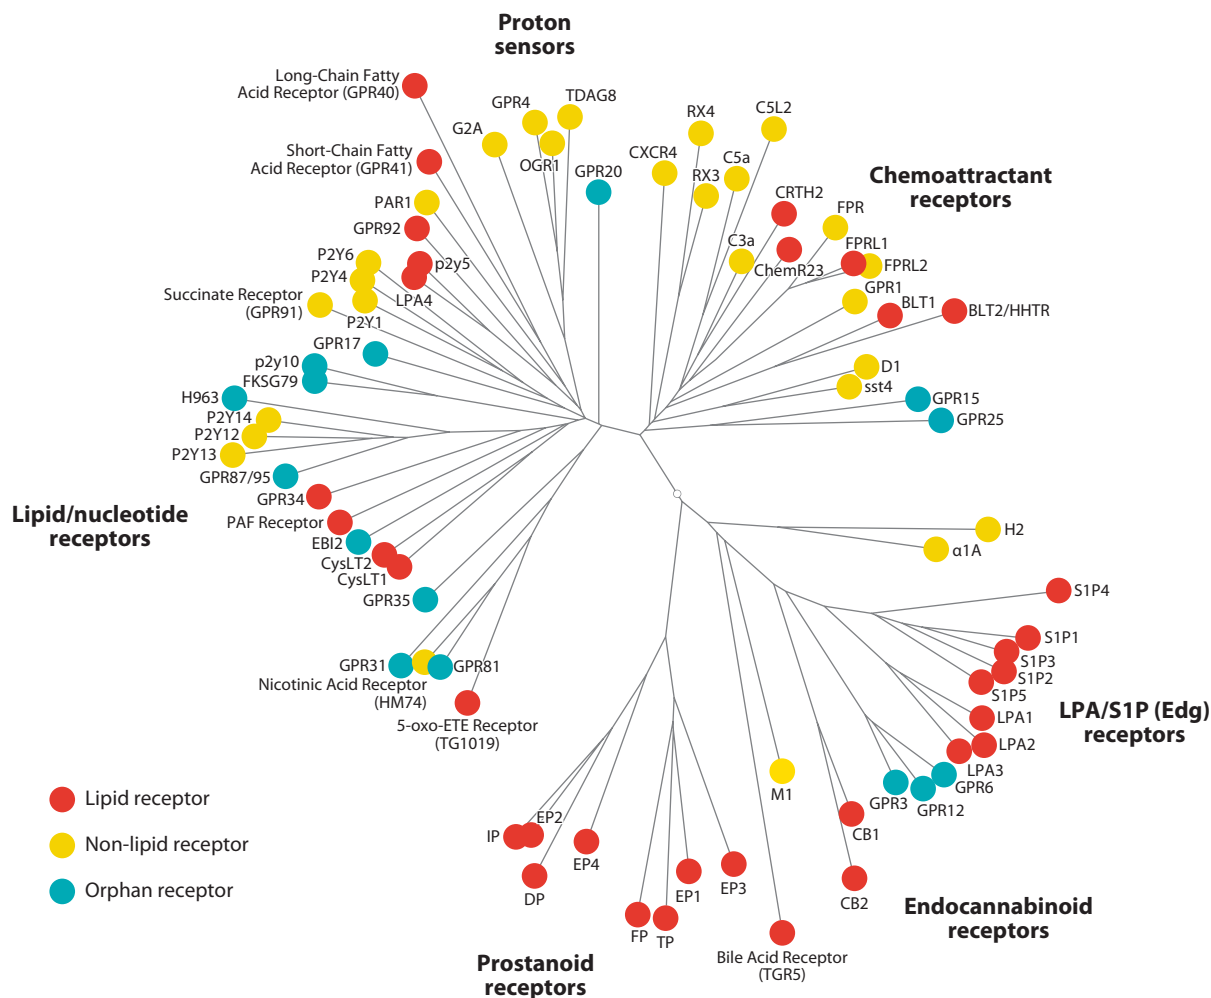 Proton
sensors
Long-Chain Fatty
Acid Receptor (GPR40)
GPR4
TDAG8
G2A
OGR1
GPR20
Short-Chain Fatty
Acid Receptor (GPR41)
PAR1
GPR92
p2y5
LPA4
P2Y6
P2Y4
P2Y1
Succinate Receptor
(GPR91)
GPR17
p2y10
FKSG79
H963
P2Y14
P2Y12
P2Y13
GPR87/95
GPR34
Lipid/nucleotide
receptors
PAF Receptor
EBI2
CysLT2
CysLT1
GPR35
GPR31
GPR81
Nicotinic Acid Receptor
(HM74)
5-oxo-ETE Receptor
(TG1019)
RX4
C5L2
CXCR4
RX3
C5a
Chemoattractant
receptors
CRTH2
C3a
ChemR23
FPR
FPRL1
FPRL2
GPR1
BLT1
BLT2/HHTR
D1
sst4
GPR15
GPR25
H2
α1A
S1P4
S1P1
S1P3
S1P2
S1P5
LPA1
LPA2
LPA3
LPA/S1P (Edg)
receptors
GPR6
GPR12
GPR3
M1
CB1
CB2
Endocannabinoid
receptors
IP
EP2
DP
EP4
FP
TP
EP1
EP3
Bile Acid Receptor
(TGR5)
Prostanoid
receptors
Lipid receptor
Non-lipid receptor
Orphan receptor